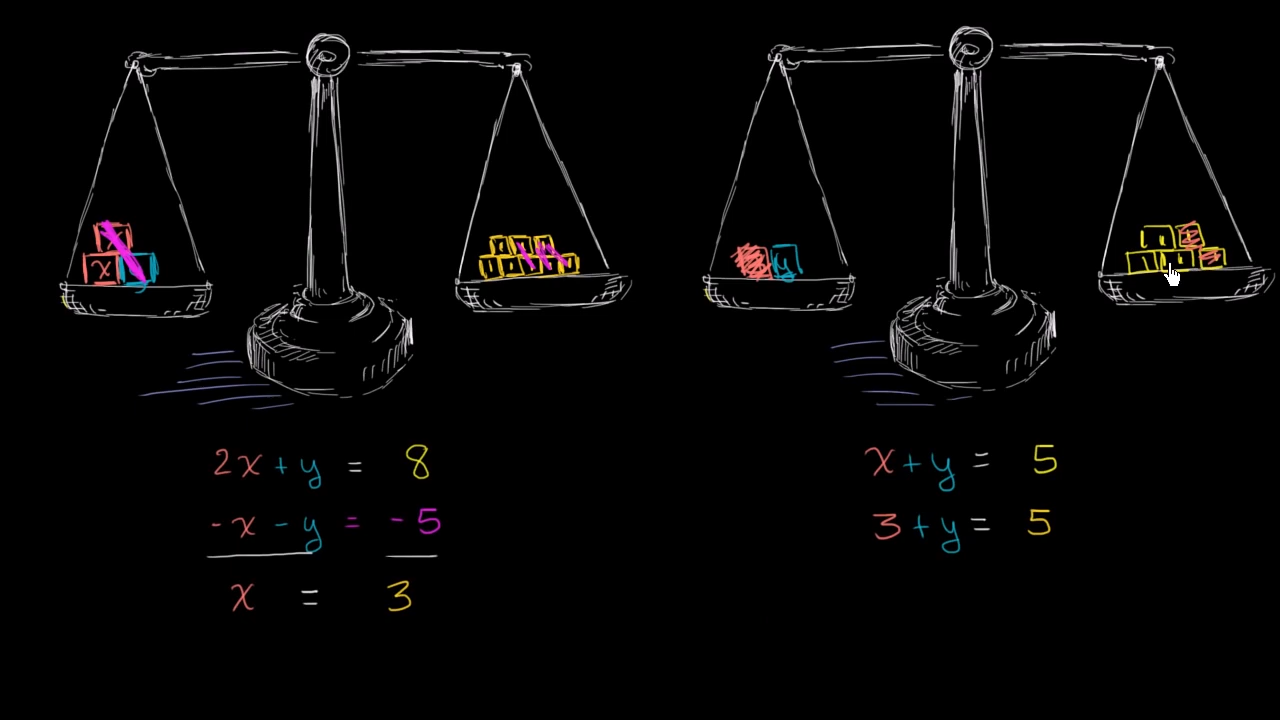 x
x
y
2x + y = 8
-x - y = -5
x = 3
x + y = 5
3 + y = 5